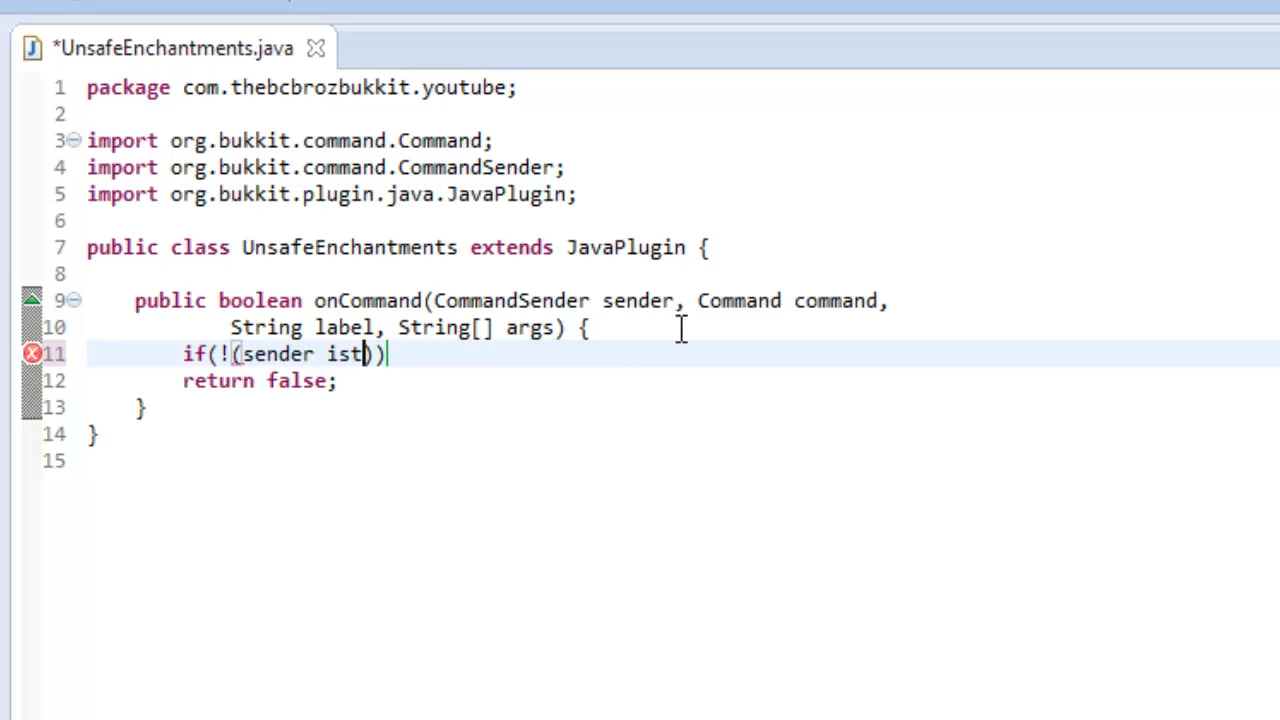 *UnsafeEnchantments.java
1 package com.thebcbrozbukkit.youtube;
2
3 import org.bukkit.command.Command;
4 import org.bukkit.command.CommandSender;
5 import org.bukkit.plugin.java.JavaPlugin;
6
7 public class UnsafeEnchantments extends JavaPlugin {
8
9 public boolean onCommand(CommandSender sender, Command command,
10 String label, String[] args) {
11 if(!(sender ist))
12 return false;
13 }
14 }
15